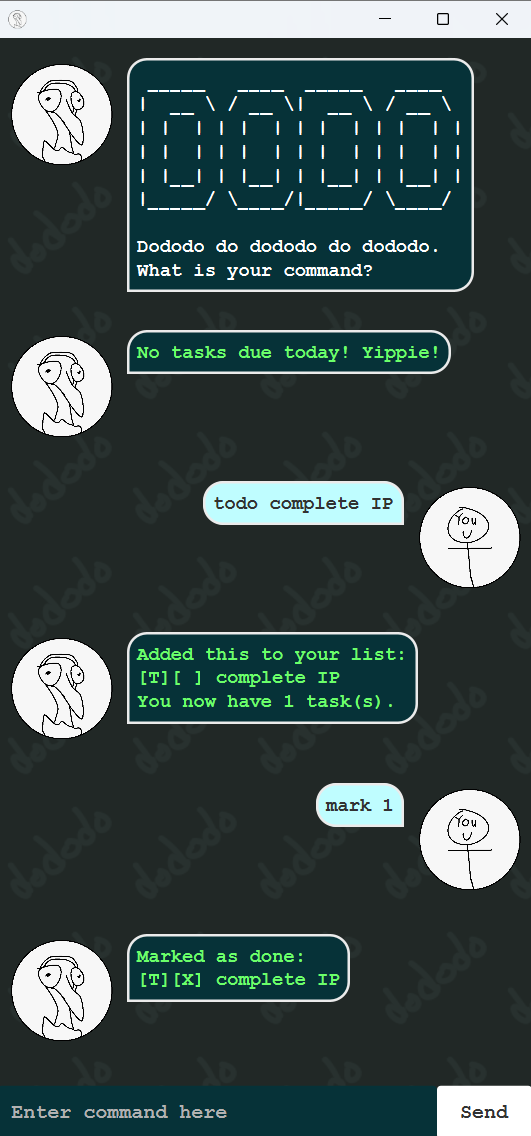 DODO
Dododo do dododo do dododo.
What is your command?
No tasks due today! Yippie!
todo complete IP
You
Added this to your list:
[T][ ] complete IP
You now have 1 task(s).
mark 1
You
Marked as done:
[T][X] complete IP
dododo
Enter command here
Send